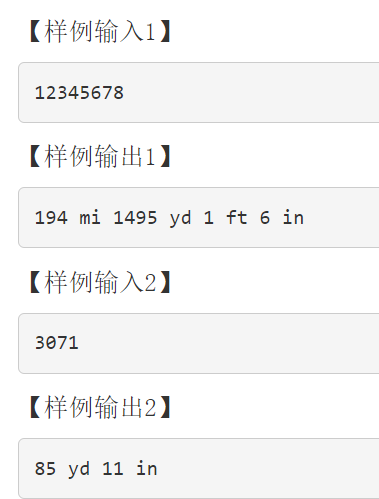 【样例输入1】
12345678
【样例输出1】
194 mi 1495 yd 1 ft 6 in
【样例输入2】
3071
【样例输出2】
85 yd 11 in